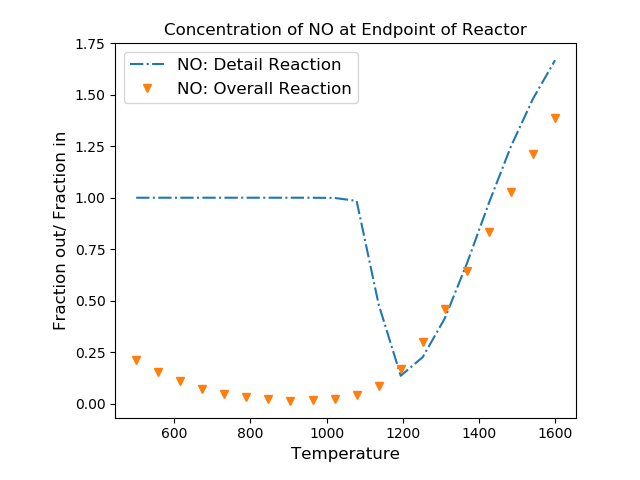 Concentration of NO at Endpoint of Reactor
1.75
1.50
1.25
1.00
0.75
0.50
0.25
0.00
Fraction out/ Fraction in
NO: Detail Reaction
NO: Overall Reaction
600 800 1000 1200 1400 1600
Temperature